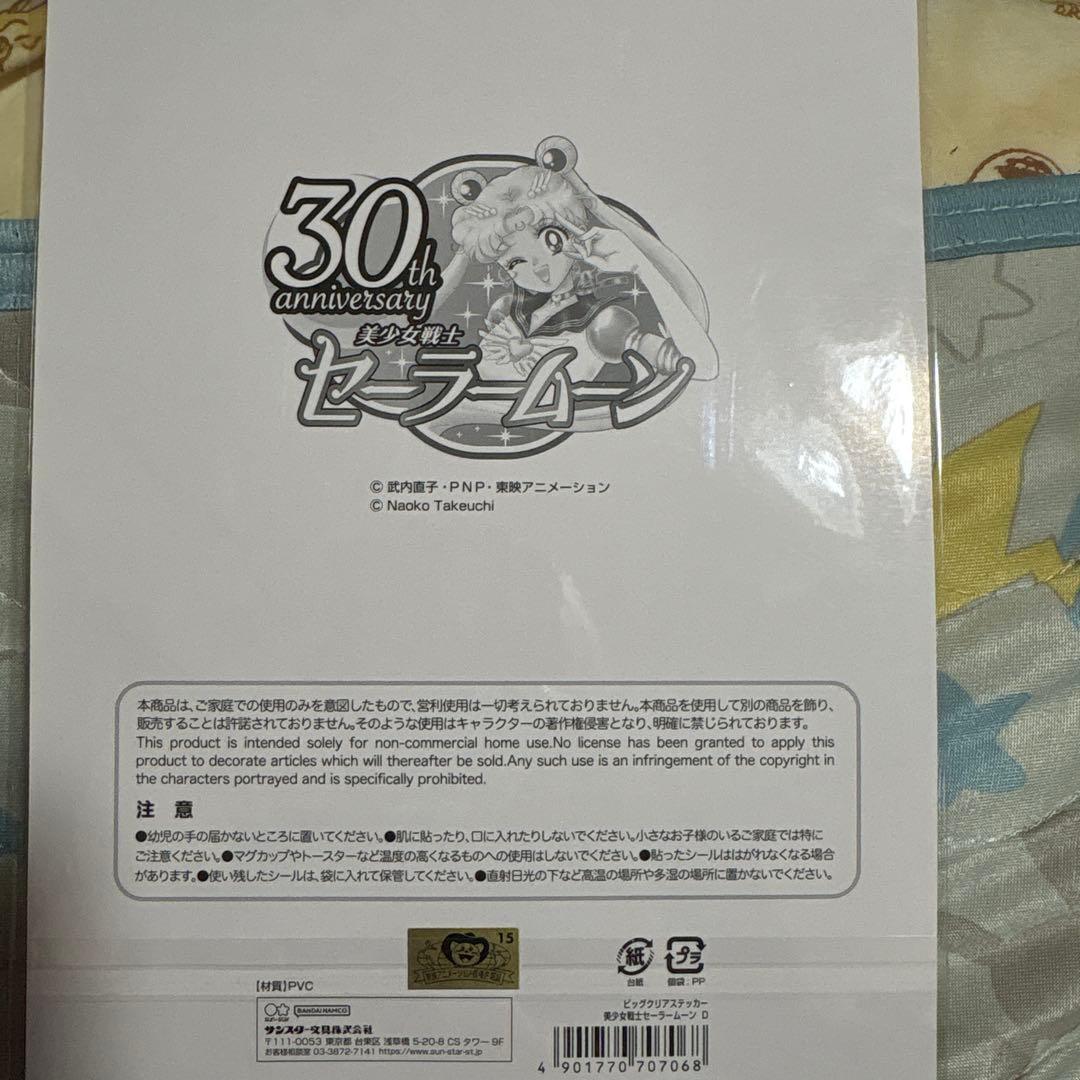 30th
anniversary
美少女戦士
セーラームーン
© 武内直子・PNP・東映アニメーション
© Naoko Takeuchi
本商品は、ご家庭での使用のみを意図したもので、営利使用は一切考えられておりません。本商品を使用して別の商品を飾り、
販売することは許諾されておりません。そのような使用はキャラクターの著作権侵害となり、明確に禁じられております。
This product is intended solely for non-commercial home use.No license has been granted to apply this
product to decorate articles which will thereafter be sold.Any such use is an infringement of the copyright in
the characters portrayed and is specifically prohibited.
注 意
●幼児の手の届かないところに置いてください。●肌に貼ったり、口に入れたりしないでください。小さなお子様のいるご家庭では特に
ご注意ください。●マグカップやトースターなど温度の高くなるものへの使用はしないでください。●貼ったシールははがれなくなる場合
があります。●使い残したシールは、袋に入れて保管してください。●直射日光の下など高温の場所や多湿の場所に置かないでください。
15
紙
台紙
プラ
個袋：PP
【材質】PVC
BANDAI NAMCO
サンスター文具株式会社
〒111-0053 東京都 台東区 浅草橋 5-20-8 CS タワー 9F
お客様相談室 03-3872-7141 https://www.sun-star-st.jp
ビッグクリアステッカー
美少女戦士セーラームーン D
4 901770 707068